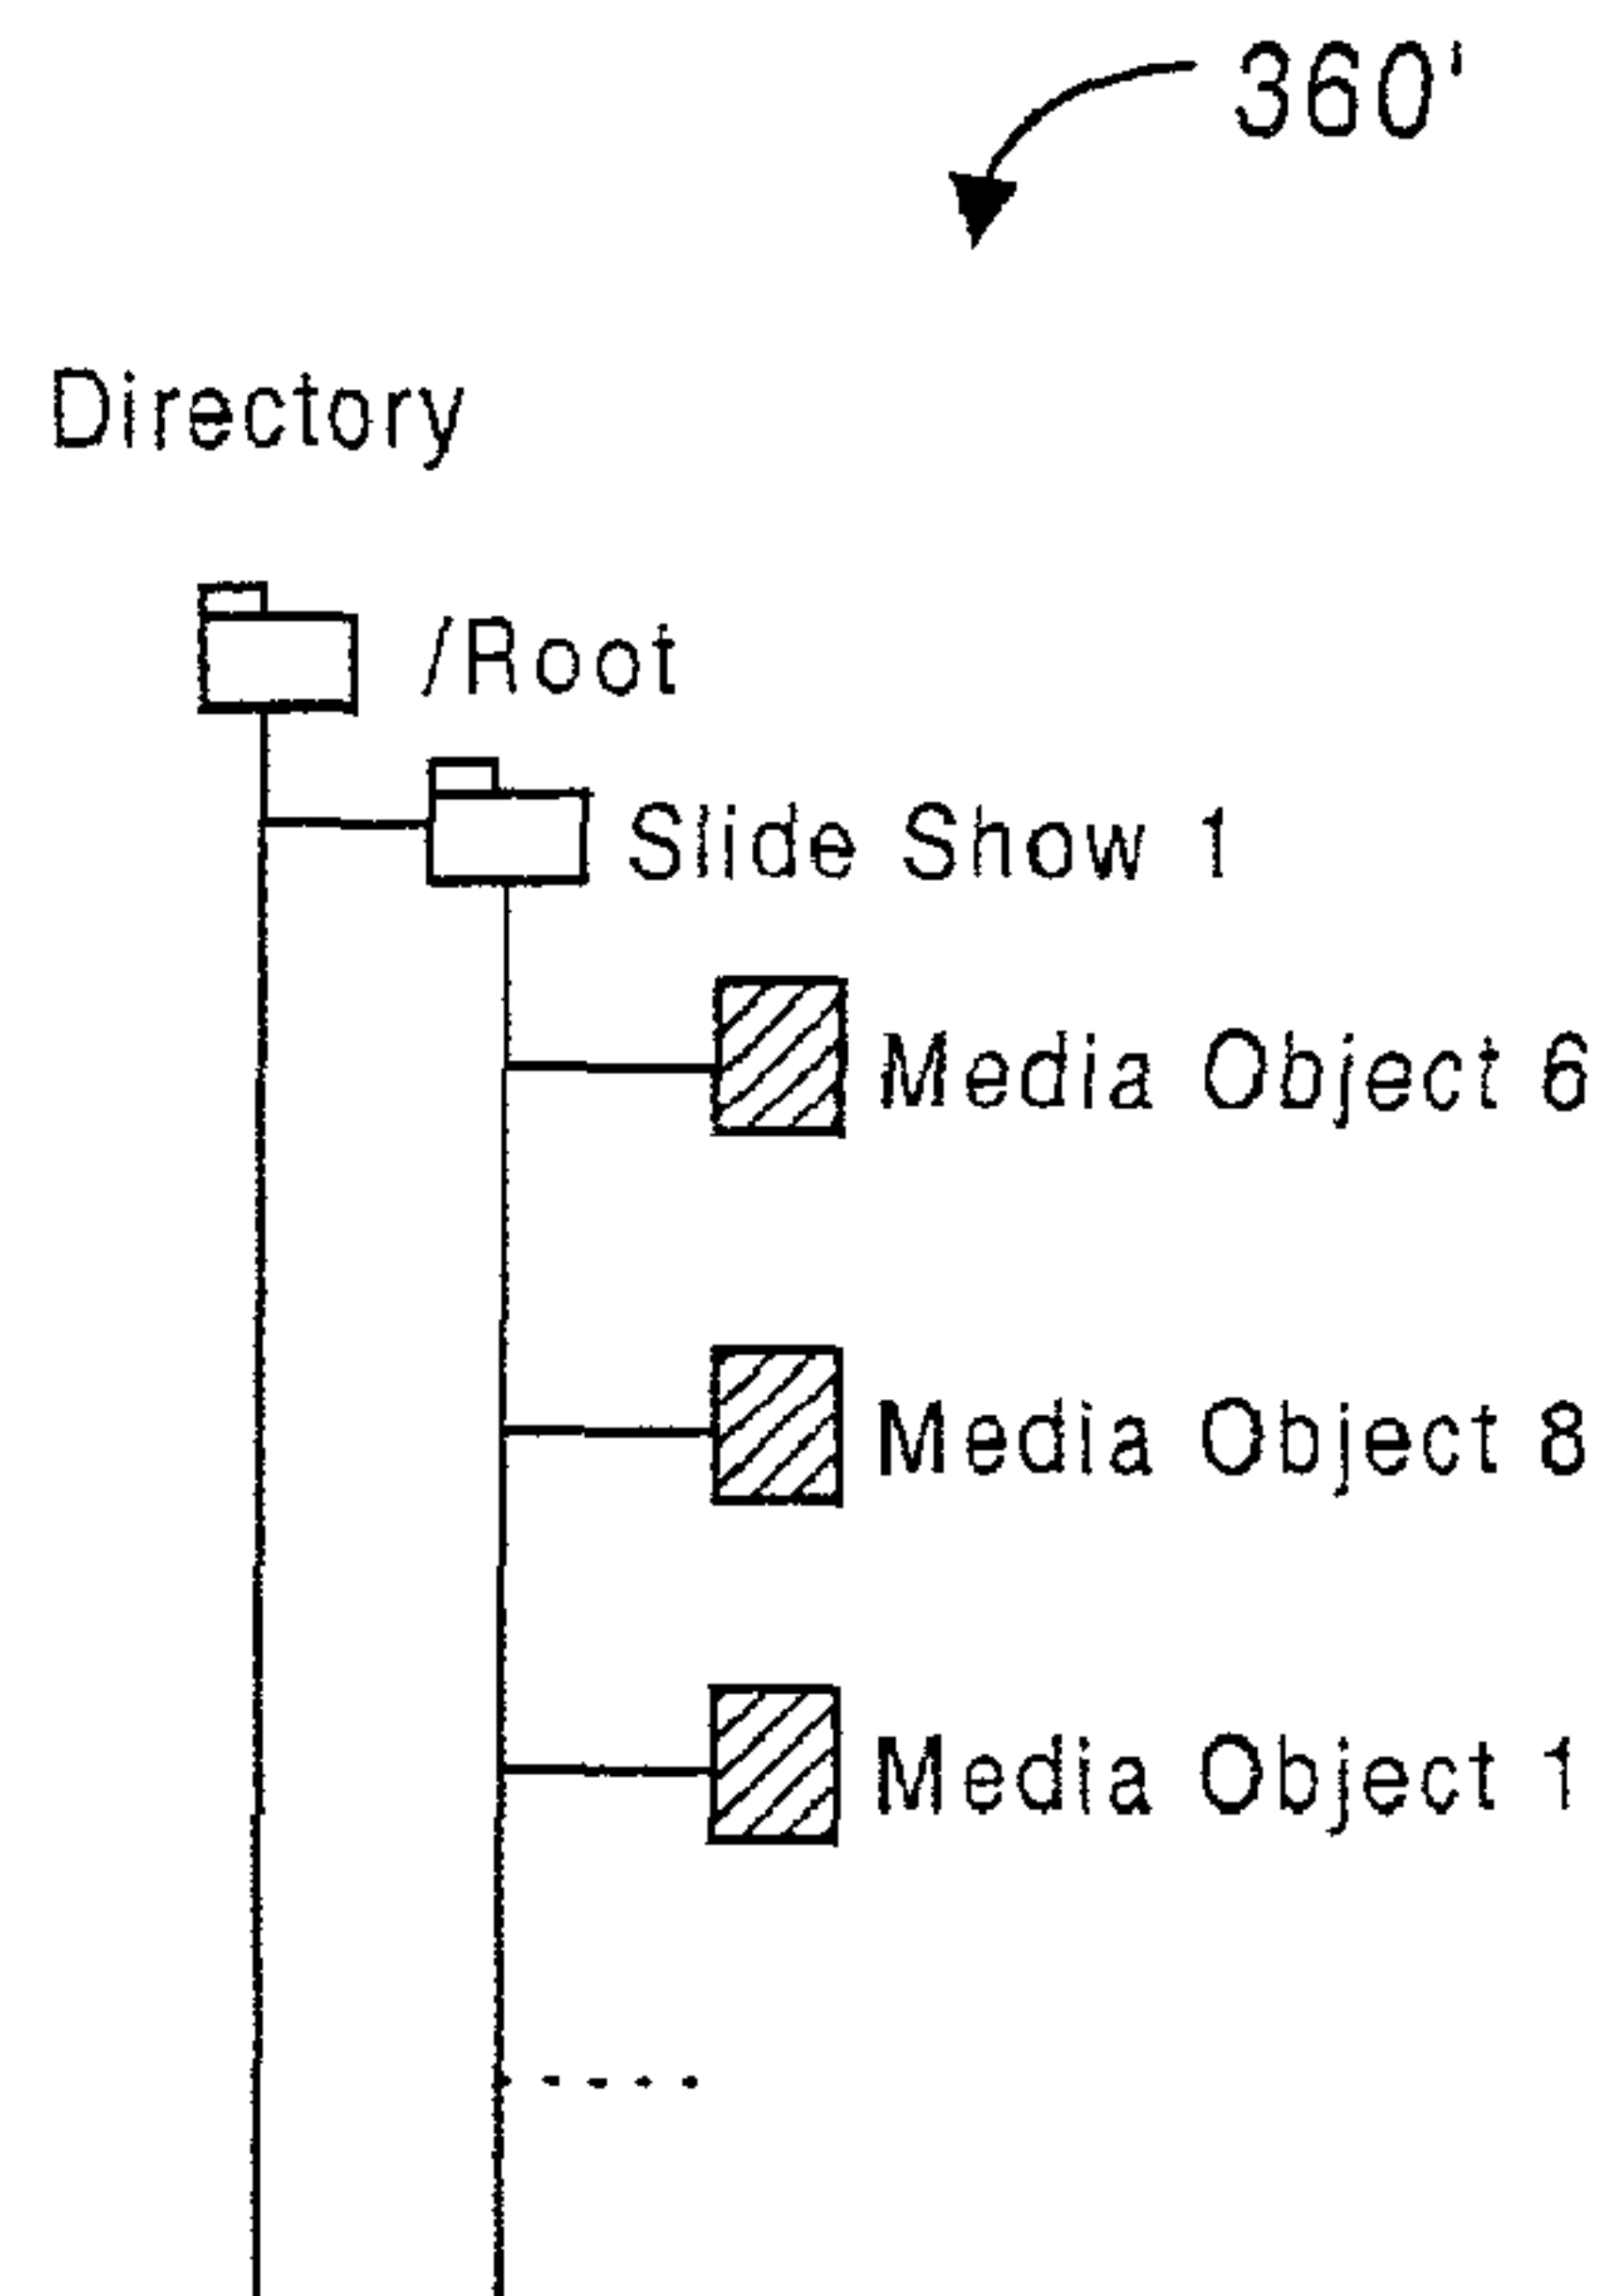 360'
Directory
/Root
Slide Show 1
Media Object 6
Media Object 8
Media Object 1